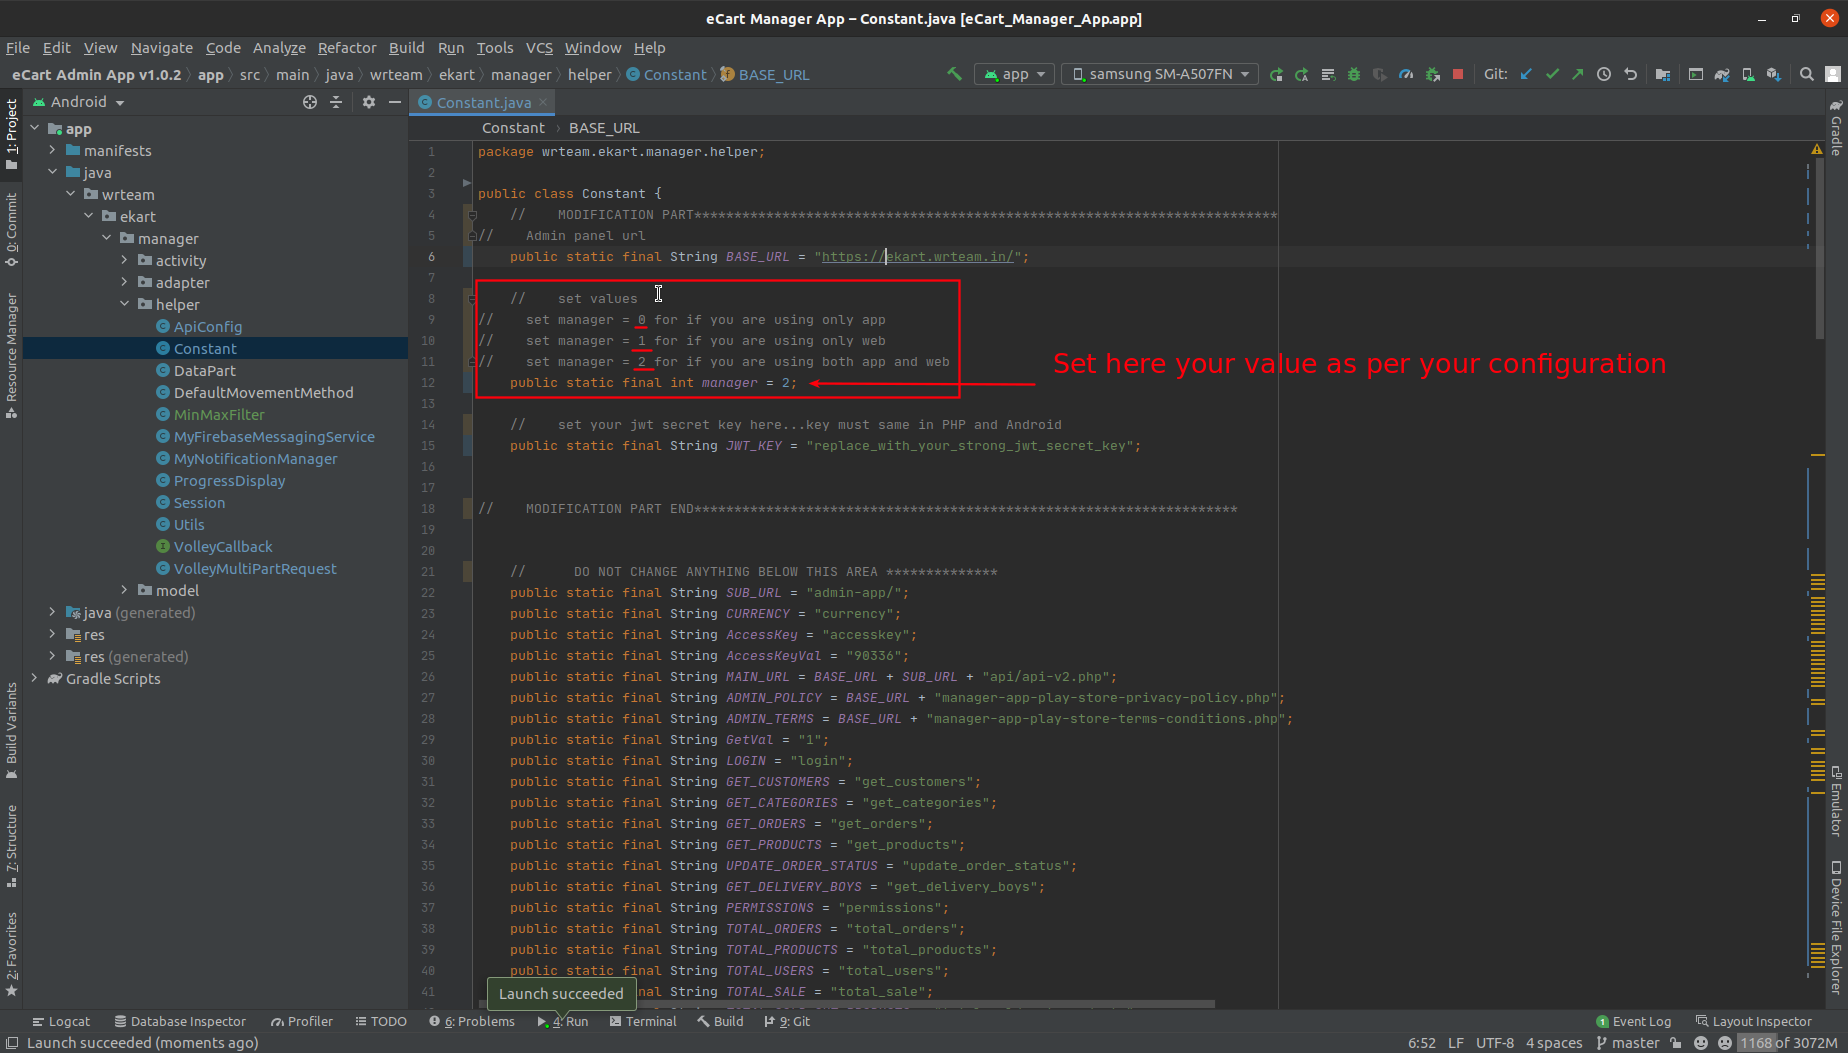 eCart Manager App – Constant.java [eCart_Manager_App.app]
File Edit View Navigate Code Analyze Refactor Build Run Tools VCS Window Help
eCart Admin App v1.0.2 app src main java wrteam ekart manager helper Constant BASE_URL app samsung SM-A507FN Git:
Android
Constant.java
1: Project
0: Commit
Resource Manager
Build Variants
7: Structure
2: Favorites
app
manifests
java
wrteam
ekart
manager
activity
adapter
helper
ApiConfig
Constant
DataPart
DefaultMovementMethod
MinMaxFilter
MyFirebaseMessagingService
MyNotificationManager
ProgressDisplay
Session
Utils
VolleyCallback
VolleyMultiPartRequest
model
java (generated)
res
res (generated)
Gradle Scripts
Constant BASE_URL
1 package wrteam.ekart.manager.helper;
2
3 public class Constant {
4 // MODIFICATION PART*************************************************************************
5 // Admin panel url
6 public static final String BASE_URL = "https://ekart.wrteam.in/";
7
8 // set values
9 // set manager = 0 for if you are using only app
10 // set manager = 1 for if you are using only web
11 // set manager = 2 for if you are using both app and web
12 public static final int manager = 2;
Set here your value as per your configuration
13
14 // set your jwt secret key here...key must same in PHP and Android
15 public static final String JWT_KEY = "replace_with_your_strong_jwt_secret_key";
16
17
18 // MODIFICATION PART END********************************************************************
19
20
21 // DO NOT CHANGE ANYTHING BELOW THIS AREA **************
22 public static final String SUB_URL = "admin-app/";
23 public static final String CURRENCY = "currency";
24 public static final String AccessKey = "accesskey";
25 public static final String AccessKeyVal = "90336";
26 public static final String MAIN_URL = BASE_URL + SUB_URL + "api/api-v2.php";
27 public static final String ADMIN_POLICY = BASE_URL + "manager-app-play-store-privacy-policy.php";
28 public static final String ADMIN_TERMS = BASE_URL + "manager-app-play-store-terms-conditions.php";
29 public static final String GetVal = "1";
30 public static final String LOGIN = "login";
31 public static final String GET_CUSTOMERS = "get_customers";
32 public static final String GET_CATEGORIES = "get_categories";
33 public static final String GET_ORDERS = "get_orders";
34 public static final String GET_PRODUCTS = "get_products";
35 public static final String UPDATE_ORDER_STATUS = "update_order_status";
36 public static final String GET_DELIVERY_BOYS = "get_delivery_boys";
37 public static final String PERMISSIONS = "permissions";
38 public static final String TOTAL_ORDERS = "total_orders";
39 public static final String TOTAL_PRODUCTS = "total_products";
40 public static final String TOTAL_USERS = "total_users";
41 nal String TOTAL_SALE = "total_sale";
Launch succeeded
Gradle
Emulator
Device File Explorer
Logcat Database Inspector Profiler TODO 6: Problems 4: Run Terminal Build 9: Git 1 Event Log Layout Inspector
Launch succeeded (moments ago) 6:52 LF UTF-8 4 spaces master 1168 of 3072M